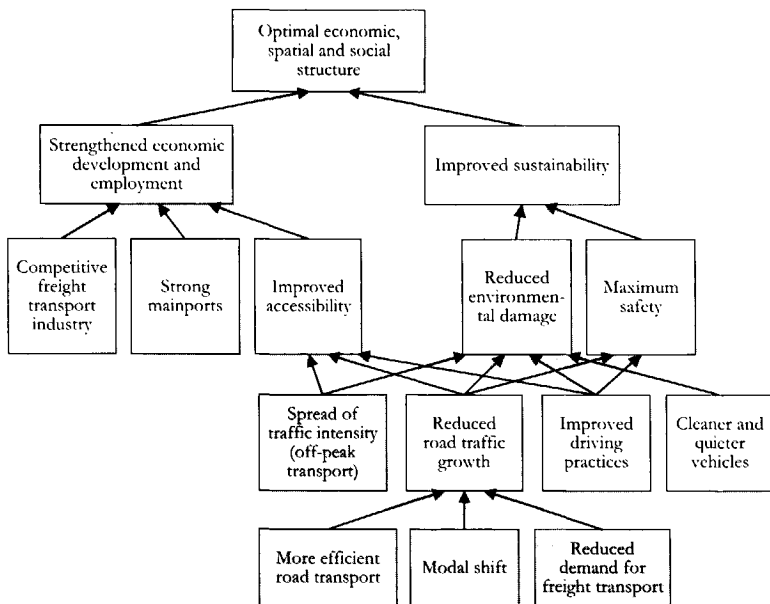 Optimal economic,
spatial and social
structure
Strengthened economic
development and
employment
Improved sustainability
Competitive
freight
transport
industry
Strong
mainports
Improved
accessibility
Reduced
environmen-
tal damage
Maximum
safety
Spread of
traffic intensity
(off-peak
transport)
Reduced
road traffic
growth
Improved
driving
practices
Cleaner and
quieter
vehicles
More efficient
road transport
Modal shift
Reduced
demand for
freight transport